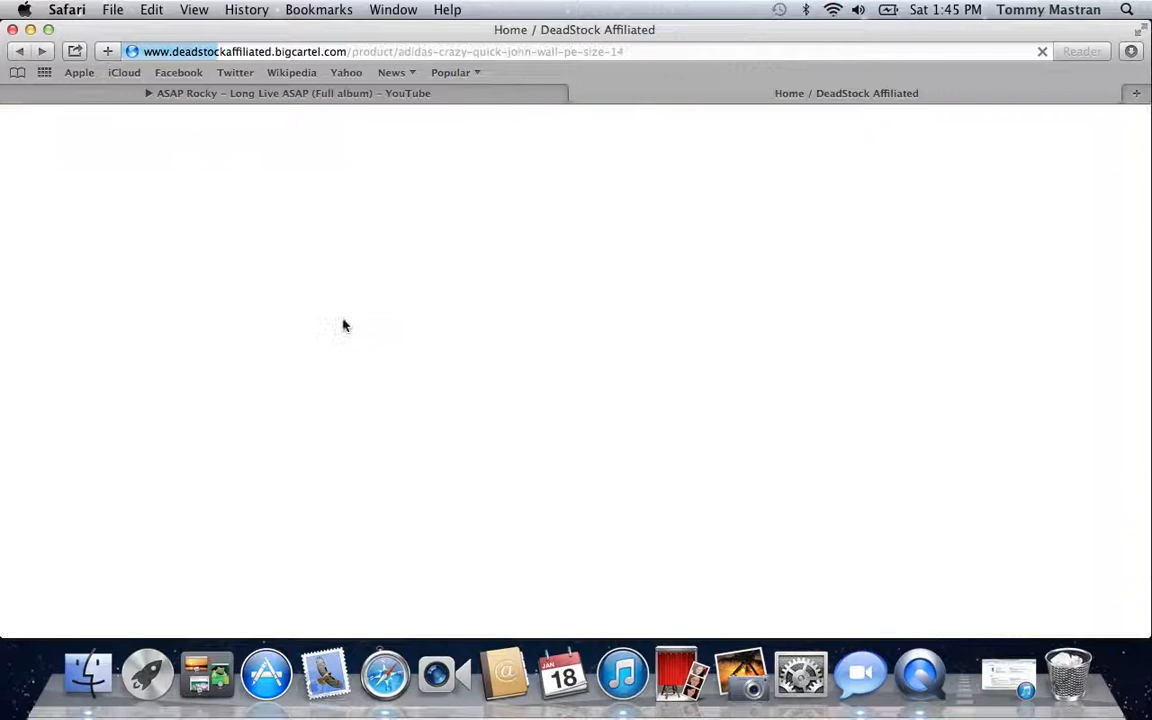 Safari File Edit View History Bookmarks Window Help Sat 1:45 PM Tommy Mastran
Home / DeadStock Affiliated
www.deadstockaffiliated.bigcartel.com/product/adidas-crazy-quick-john-wall-pe-size-14 Reader
Apple iCloud Facebook Twitter Wikipedia Yahoo News Popular
ASAP Rocky – Long Live ASAP (Full album) – YouTube Home / DeadStock Affiliated
JAN
18